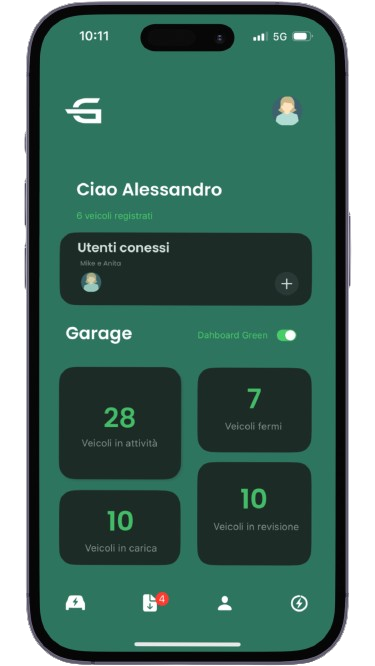 10:11
5G
Ciao Alessandro
6 veicoli registrati
Utenti conessi
Mike e Anita
Garage
Dahboard Green
28
Veicoli in attività
7
Veicoli fermi
10
Veicoli in carica
10
Veicoli in revisione
4